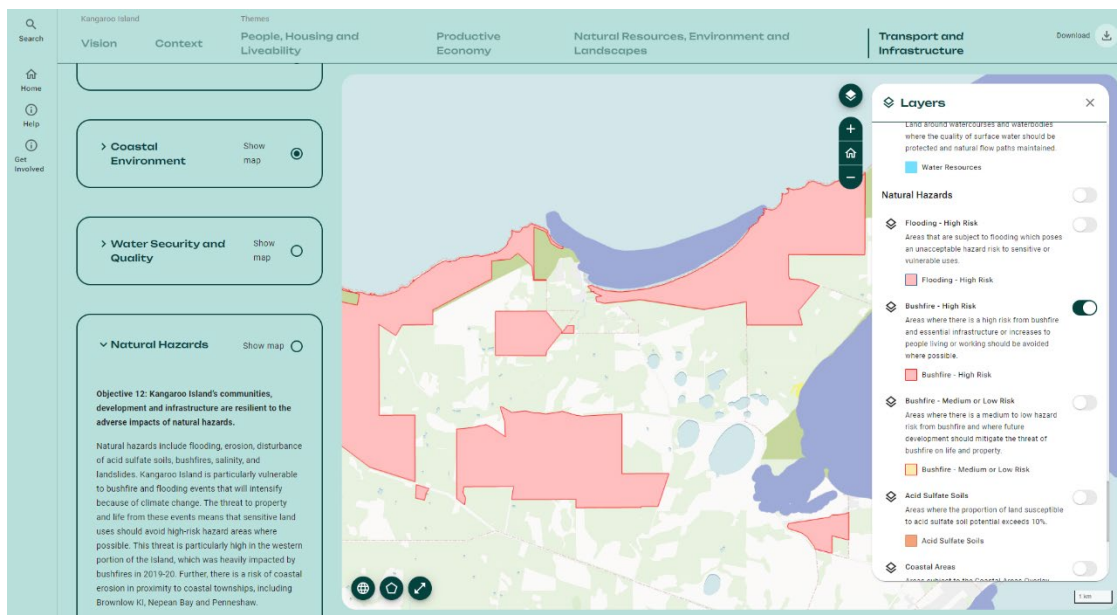 Kangaroo Island
Themes
Search
Vision
Context
People, Housing and
Liveability
Productive
Economy
Natural Resources, Environment and
Landscapes
Transport and
Infrastructure
Download
Home
Help
Get
Involved
Coastal
Environment
Show
map
Water Security and
Quality
Show
map
Natural Hazards
Show map
Objective 12: Kangaroo Island's communities,
development and infrastructure are resilient to the
adverse impacts of natural hazards.
Natural hazards include flooding, erosion, disturbance
of acid sulfate soils, bushfires, salinity, and
landslides. Kangaroo Island is particularly vulnerable
to bushfire and flooding events that will intensify
because of climate change. The threat to property
and life from these events means that sensitive land
uses should avoid high-risk hazard areas where
possible. This threat is particularly high in the western
portion of the Island, which was heavily impacted by
bushfires in 2019-20. Further, there is a risk of coastal
erosion in proximity to coastal townships, including
Brownlow KI, Nepean Bay and Penneshaw.
Layers
Land around watercourses and waterbodies
where the quality of surface water should be
protected and natural flow paths maintained
Water Resources
Natural Hazards
Flooding - High Risk
Areas that are subject to flooding which poses
an unacceptable hazard risk to sensitive or
vulnerable uses.
Flooding - High Risk
Bushfire - High Risk
Areas where there is a high risk from bushfire
and essential infrastructure or increases to
people living or working should be avoided
where possible.
Bushfire - High Risk
Bushfire - Medium or Low Risk
Areas where there is a medium to low hazard
risk from bushfire and where future
development should mitigate the threat of
bushfire on life and property.
Bushfire - Medium or Low Risk
Acid Sulfate Soils
Areas where the proportion of land susceptible
to acid sulfate soil potential exceeds 10%.
Acid Sulfate Soils
Coastal Areas
Areas subject to the Coastal Areas Overlay
1 km